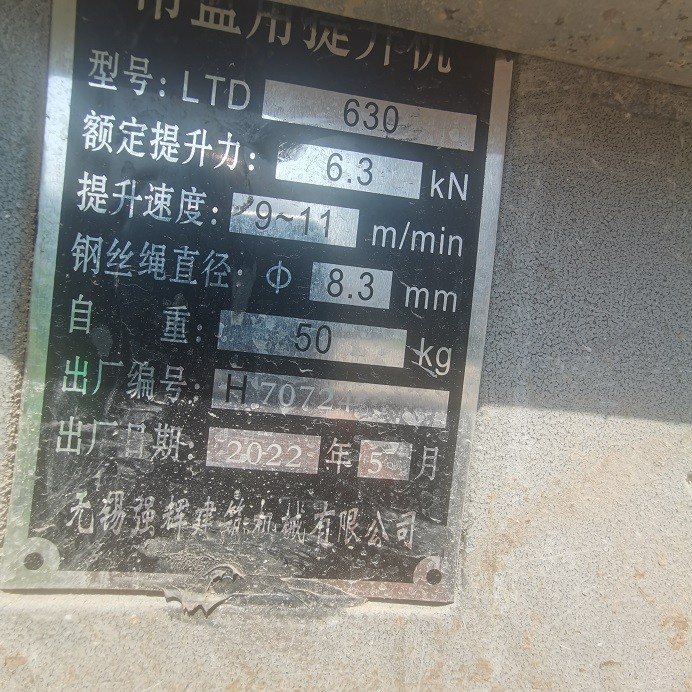 吊篮用提升机
型号: LTD 630
额定提升力: 6.3 kN
提升速度: 9~11 m/min
钢丝绳直径: Φ 8.3 mm
自 重: 50 kg
出厂编号: H 70724
出厂日期: 2022 年 5 月
无锡强辉建筑机械有限公司